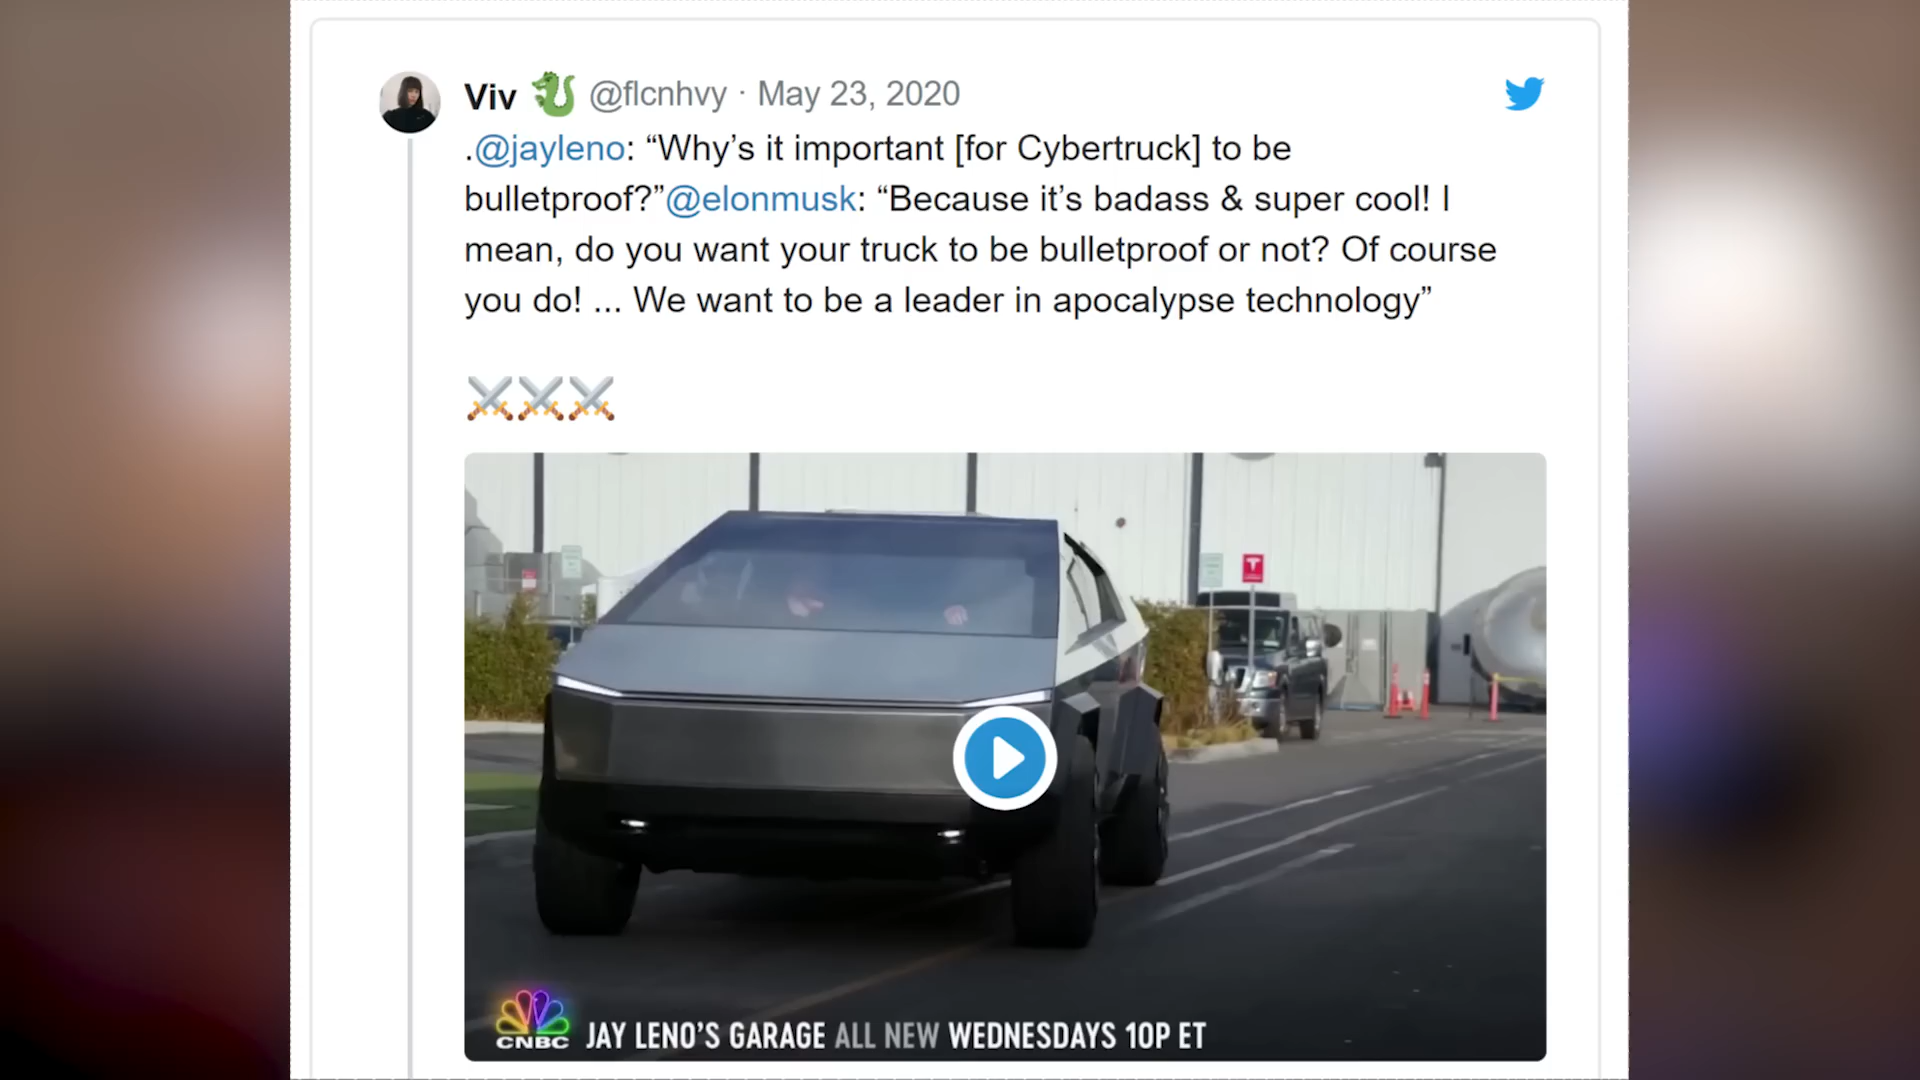 Viv 🐉 @flcnhvy · May 23, 2020
.@jayleno: “Why’s it important [for Cybertruck] to be
bulletproof?”@elonmusk: “Because it’s badass & super cool! I
mean, do you want your truck to be bulletproof or not? Of course
you do! ... We want to be a leader in apocalypse technology”
⚔️⚔️⚔️
CNBC JAY LENO'S GARAGE ALL NEW WEDNESDAYS 10P ET